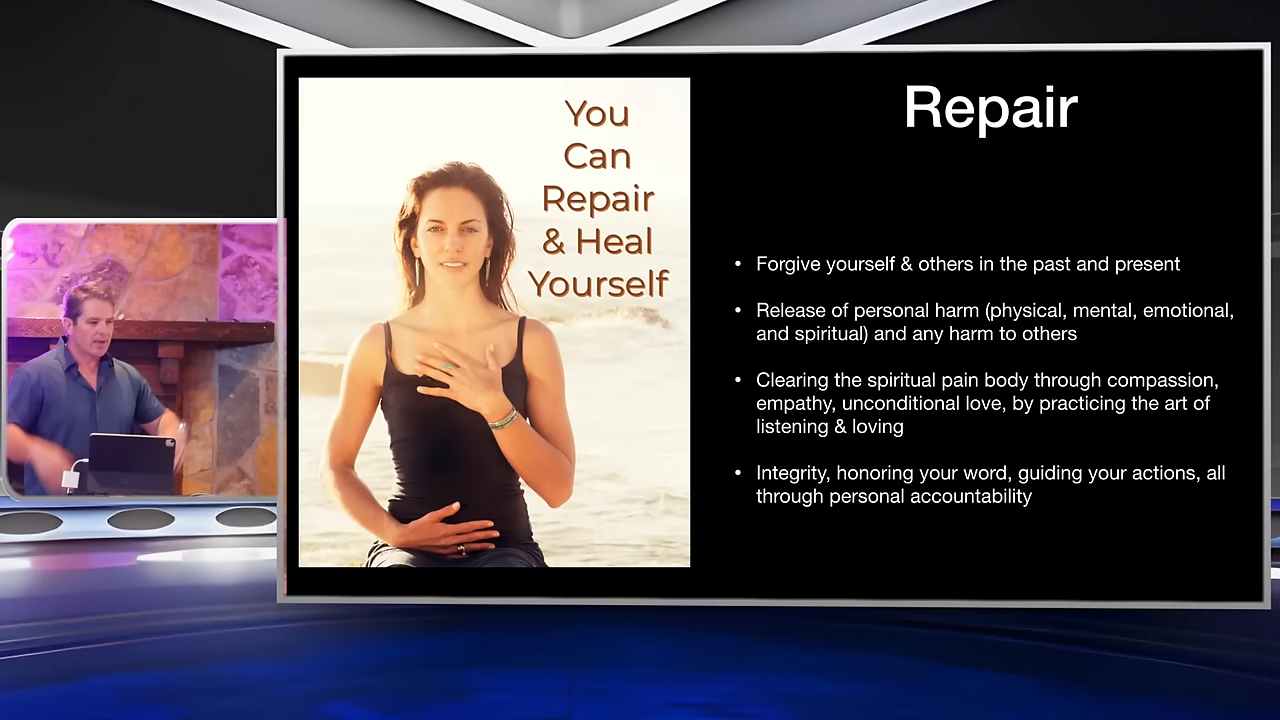 You
Can
Repair
& Heal
Yourself
Repair
• Forgive yourself & others in the past and present
• Release of personal harm (physical, mental, emotional,
and spiritual) and any harm to others
• Clearing the spiritual pain body through compassion,
empathy, unconditional love, by practicing the art of
listening & loving
• Integrity, honoring your word, guiding your actions, all
through personal accountability